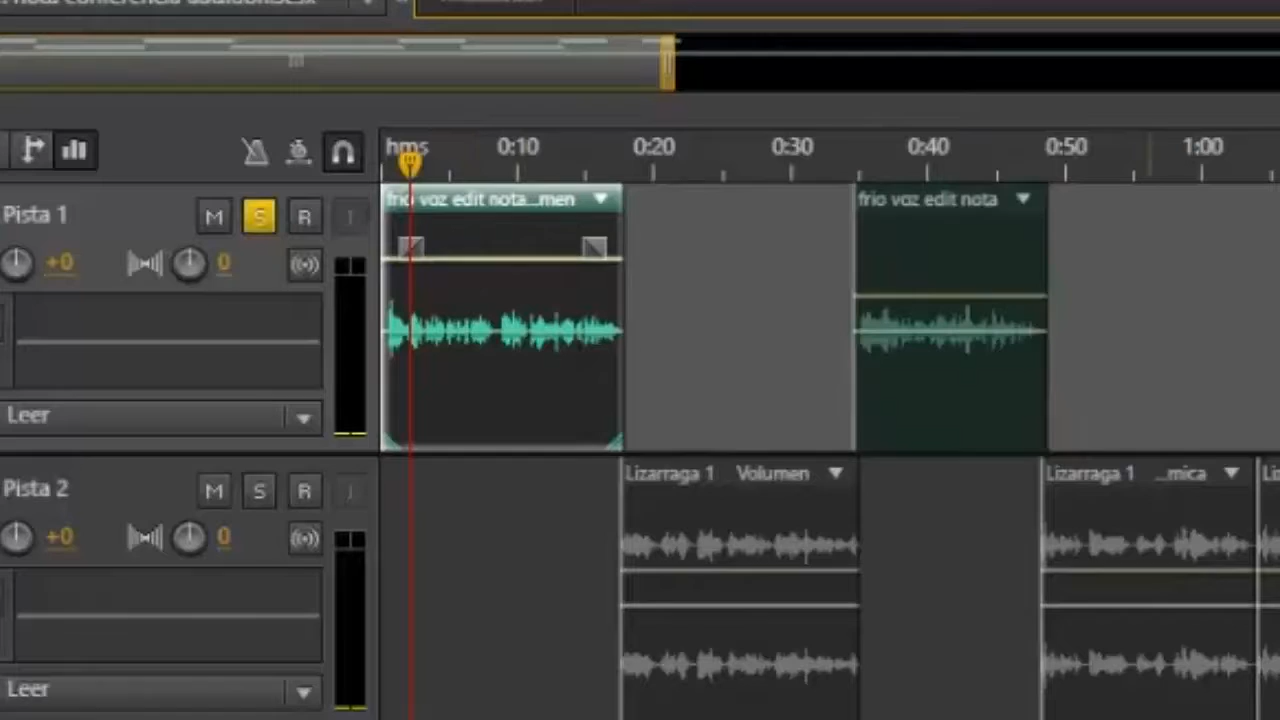 hms 0:10 0:20 0:30 0:40 0:50 1:00
Pista 1 M S R I
frio voz edit nota...men
frio voz edit nota
+0 0
Leer
Pista 2 M S R I
Lizarraga 1 Volumen
Lizarraga 1 ...mica
+0 0
Leer